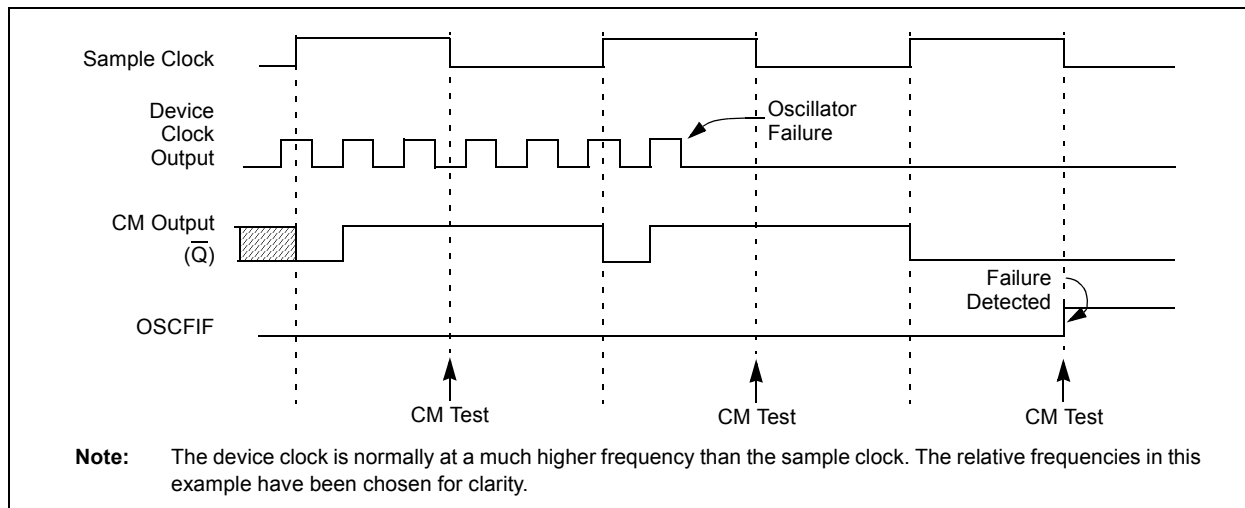 Sample Clock
Device
Clock
Output
Oscillator
Failure
CM Output
(Q̅)
Failure
Detected
OSCFIF
CM Test
CM Test
CM Test
Note: The device clock is normally at a much higher frequency than the sample clock. The relative frequencies in this
example have been chosen for clarity.